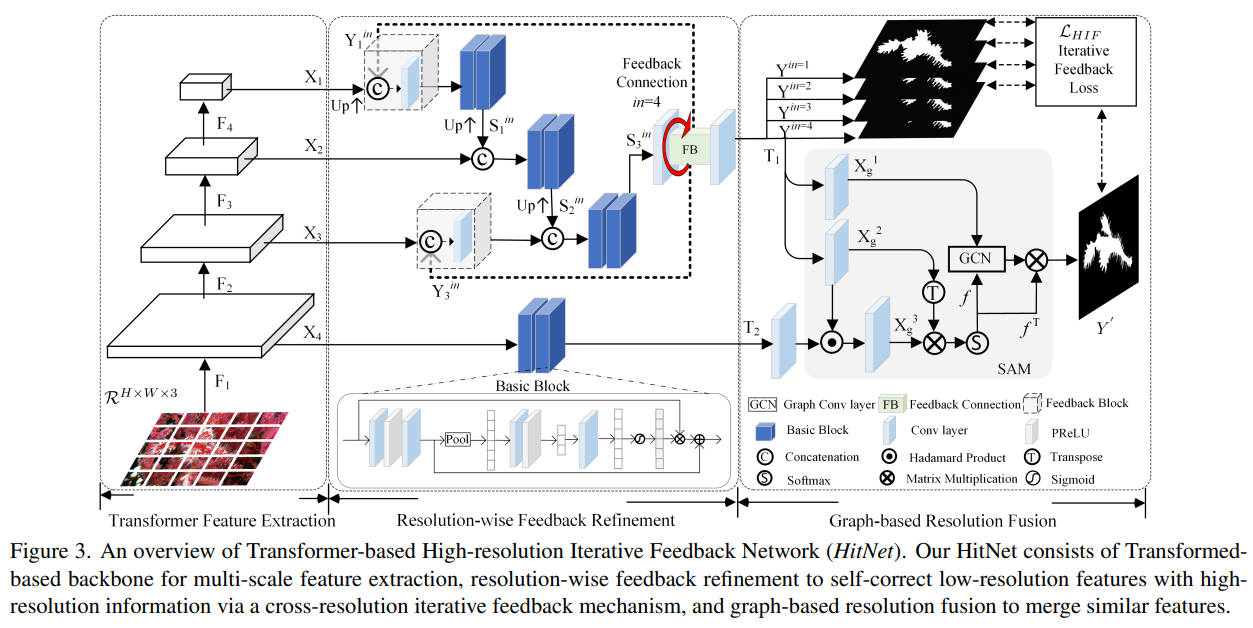 Y₁ⁱⁿ
X₁
C
Up↑
Up↑
S₁ⁱⁿ
Feedback
Connection
in=4
Yⁱⁿ⁼¹
Yⁱⁿ⁼²
Yⁱⁿ⁼³
Yⁱⁿ⁼⁴
ℒ_HIF
Iterative
Feedback
Loss
F₄
X₂
C
S₃ⁱⁿ
FB
T₁
F₃
X₃
C
Up↑
S₂ⁱⁿ
C
Y₃ⁱⁿ
X_g¹
X_g²
GCN
T
f
fᵀ
Y′
F₂
X₄
Basic Block
T₂
X_g³
S
SAM
F₁
ℛ^H×W×3
Pool
GCN Graph Conv layer
FB Feedback Connection
Feedback Block
Basic Block
Conv layer
PReLU
C Concatenation
Hadamard Product
T Transpose
S Softmax
Matrix Multiplication
Sigmoid
Transformer Feature Extraction
Resolution-wise Feedback Refinement
Graph-based Resolution Fusion
Figure 3. An overview of Transformer-based High-resolution Iterative Feedback Network (HitNet). Our HitNet consists of Transformed-
based backbone for multi-scale feature extraction, resolution-wise feedback refinement to self-correct low-resolution features with high-
resolution information via a cross-resolution iterative feedback mechanism, and graph-based resolution fusion to merge similar features.